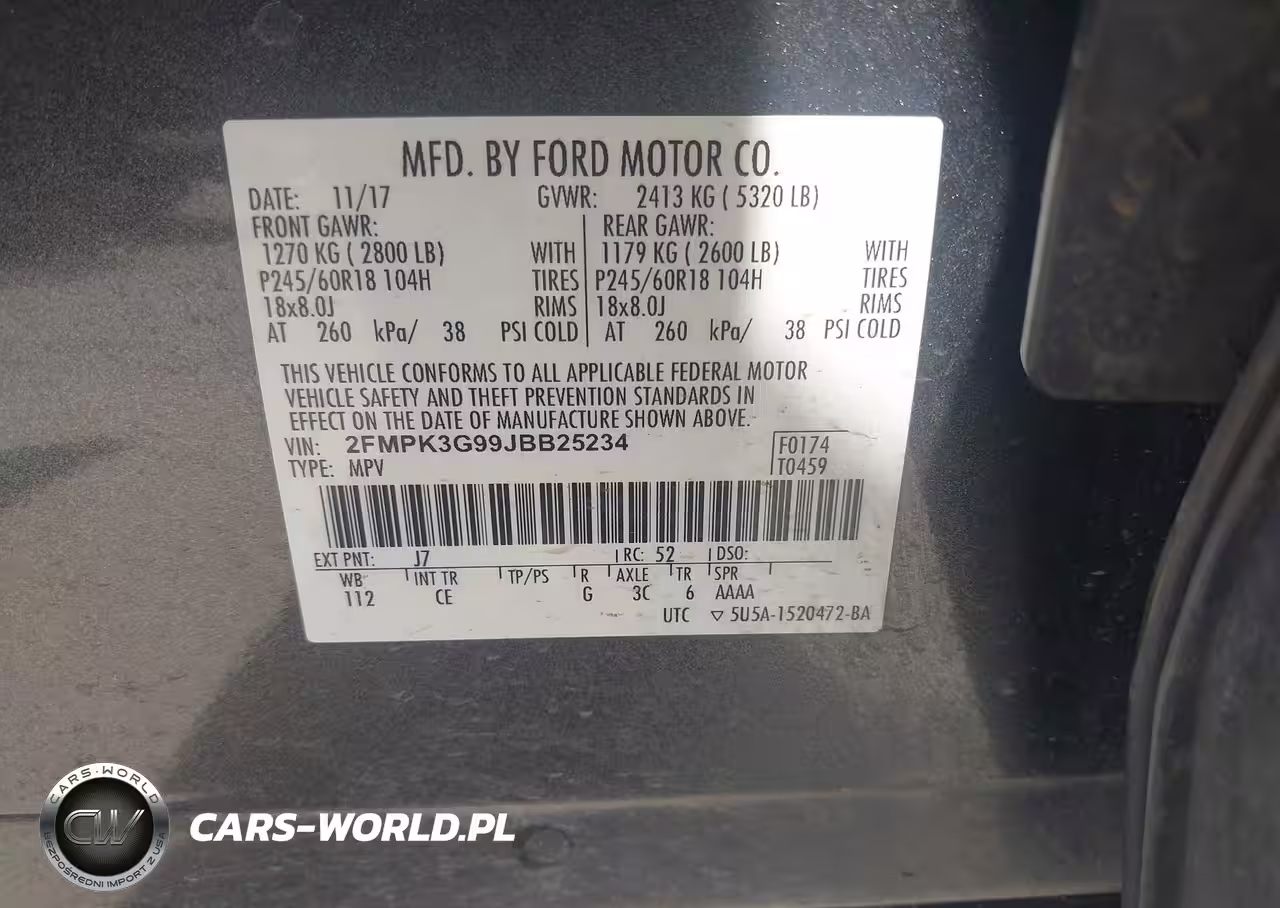 MFD. BY FORD MOTOR CO.
DATE: 11/17 GVWR: 2413 KG ( 5320 LB)
FRONT GAWR: REAR GAWR:
1270 KG ( 2800 LB) WITH 1179 KG ( 2600 LB) WITH
P245/60R18 104H TIRES P245/60R18 104H TIRES
18x8.0J RIMS 18x8.0J RIMS
AT 260 kPa/ 38 PSI COLD AT 260 kPa/ 38 PSI COLD
THIS VEHICLE CONFORMS TO ALL APPLICABLE FEDERAL MOTOR
VEHICLE SAFETY AND THEFT PREVENTION STANDARDS IN
EFFECT ON THE DATE OF MANUFACTURE SHOWN ABOVE.
VIN: 2FMPK3G99JBB25234 F0174
TYPE: MPV T0459
EXT PNT: J7 RC: 52 DSO:
WB INT TR TP/PS R AXLE TR SPR
112 CE G 3C 6 AAAA
UTC ▽ 5U5A-1520472-BA
CARS-WORLD
CW
BEZPOŚREDNI IMPORT Z USA
CARS-WORLD.PL